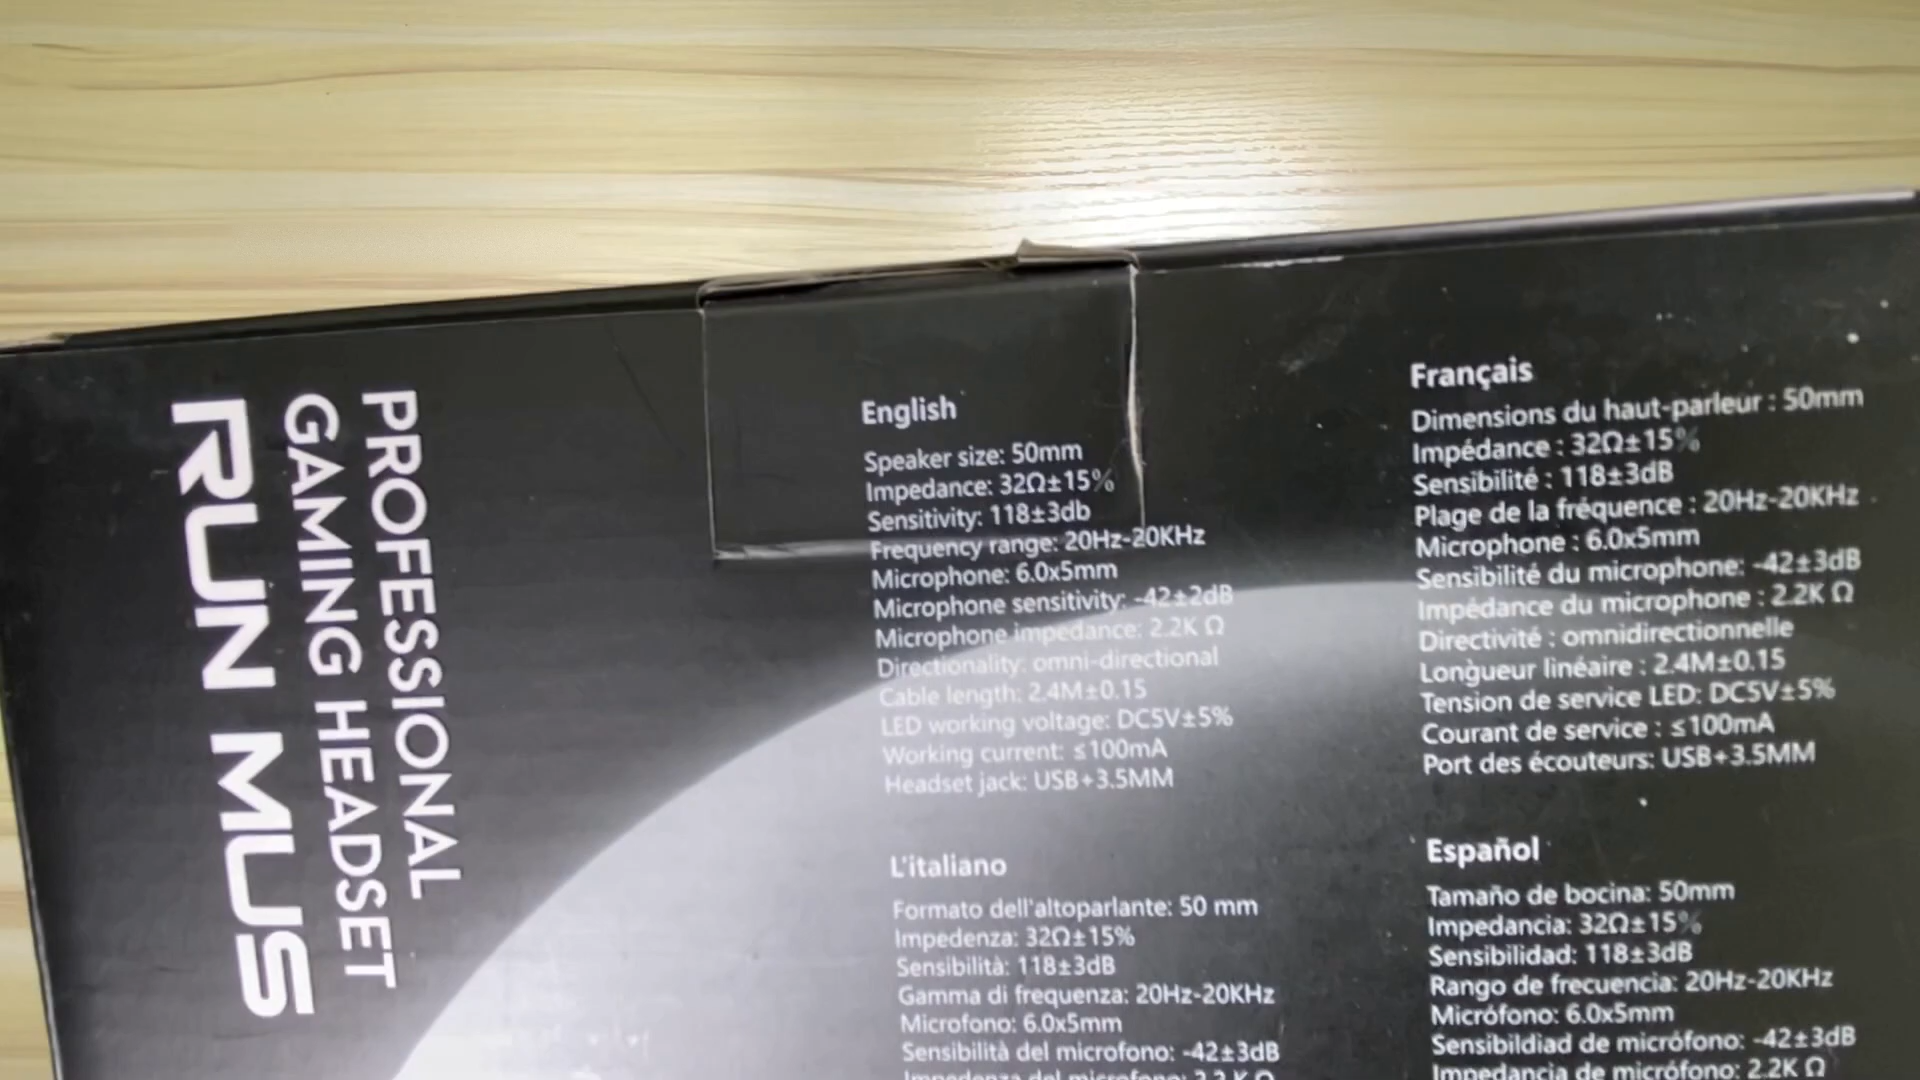 PROFESSIONAL
GAMING HEADSET
RUN MUS
English
Speaker size: 50mm
Impedance: 32Ω±15%
Sensitivity: 118±3db
Frequency range: 20Hz-20KHz
Microphone: 6.0x5mm
Microphone sensitivity: -42±2dB
Microphone impedance: 2.2K Ω
Directionality: omni-directional
Cable length: 2.4M±0.15
LED working voltage: DC5V±5%
Working current: ≤100mA
Headset jack: USB+3.5MM
Français
Dimensions du haut-parleur : 50mm
Impédance : 32Ω±15%
Sensibilité : 118±3dB
Plage de la fréquence : 20Hz-20KHz
Microphone : 6.0x5mm
Sensibilité du microphone: -42±3dB
Impédance du microphone : 2.2K Ω
Directivité : omnidirectionnelle
Longueur linéaire : 2.4M±0.15
Tension de service LED: DC5V±5%
Courant de service : ≤100mA
Port des écouteurs: USB+3.5MM
L'italiano
Formato dell'altoparlante: 50 mm
Impedenza: 32Ω±15%
Sensibilità: 118±3dB
Gamma di frequenza: 20Hz-20KHz
Microfono: 6.0x5mm
Sensibilità del microfono: -42±3dB
Impedenza del microfono: 2.2 K Ω
Español
Tamaño de bocina: 50mm
Impedancia: 32Ω±15%
Sensibilidad: 118±3dB
Rango de frecuencia: 20Hz-20KHz
Micrófono: 6.0x5mm
Sensibildiad de micrófono: -42±3dB
Impedancia de micrófono: 2.2K Ω